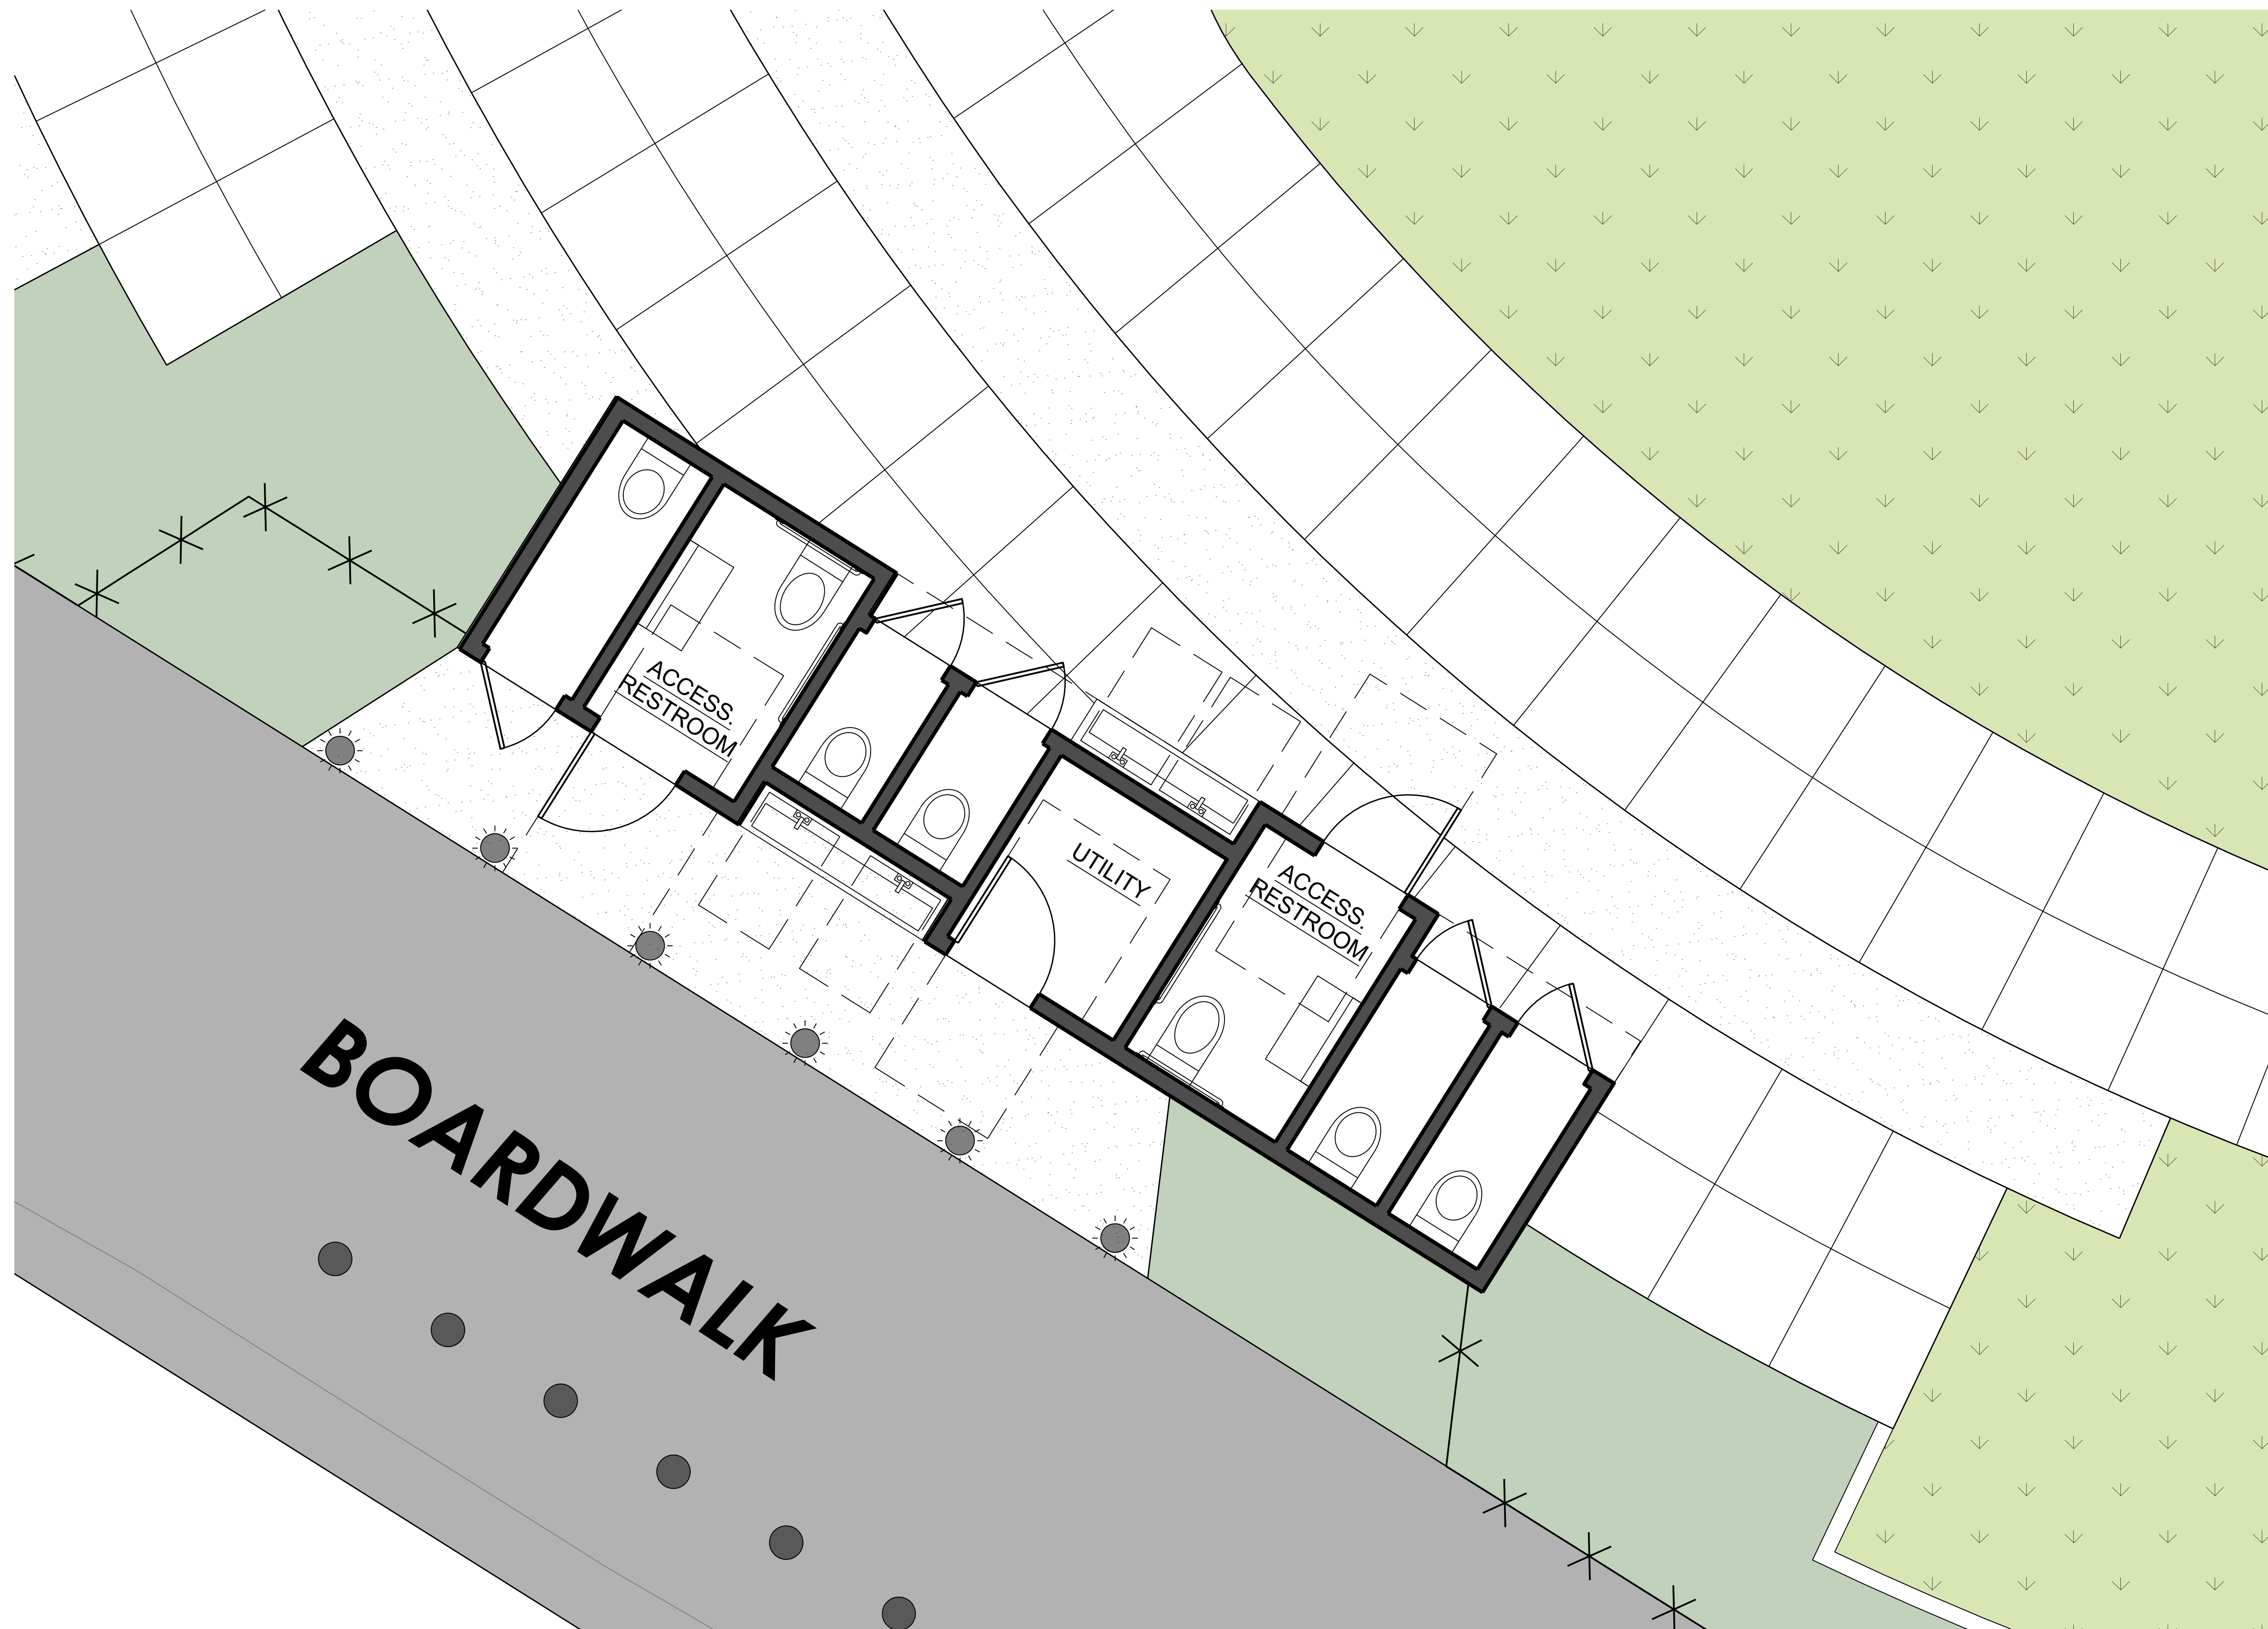 ACCESS.
RESTROOM
UTILITY
ACCESS.
RESTROOM
BOARDWALK